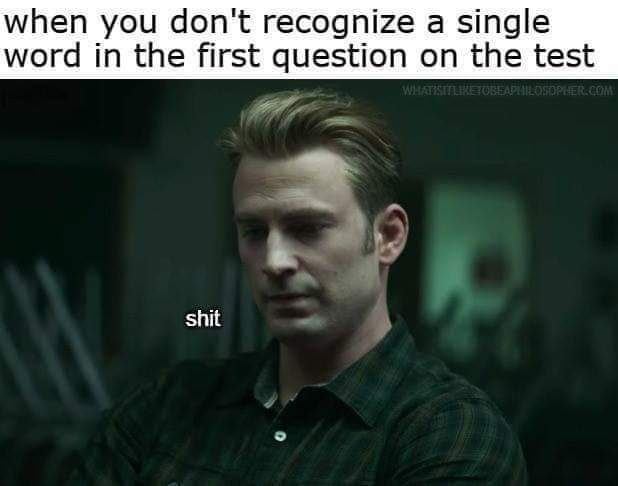 when you don't recognize a single
word in the first question on the test
WHATISITLIKETOBEAPHILOSOPHER.COM
shit